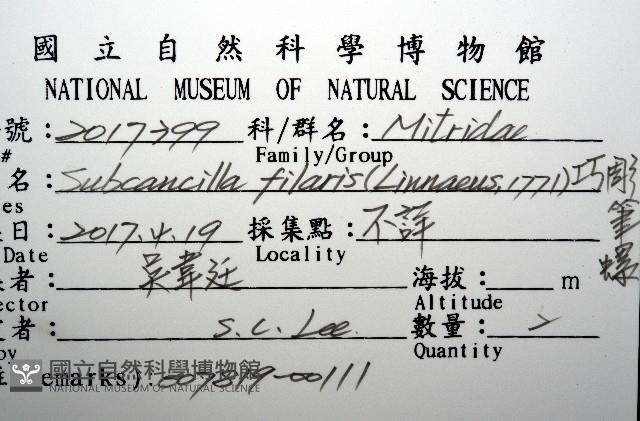 國立自然科學博物館
NATIONAL MUSEUM OF NATURAL SCIENCE
號：2017399 科/群名：Mitridae
# Family/Group
名：Subcancilla filaris (Linnaeus, 1771) 巧彫筆螺
es
日：2017.4.19 採集點：不詳
Date Locality
者：吳韋廷 海拔： m
ector Altitude
者：S.C. Lee 數量：2
by Quantity
emarks):
國立自然科學博物館
NATIONAL MUSEUM OF NATURAL SCIENCE